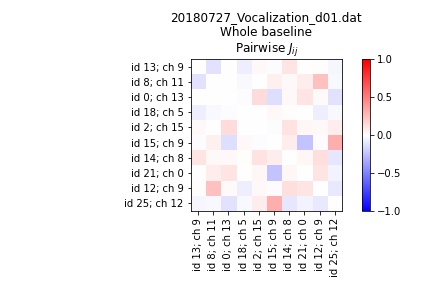 20180727_Vocalization_d01.dat
Whole baseline
Pairwise J_{ij}
id 13; ch 9
id 8; ch 11
id 0; ch 13
id 18; ch 5
id 2; ch 15
id 15; ch 9
id 14; ch 8
id 21; ch 0
id 12; ch 9
id 25; ch 12
1.0
0.5
0.0
−0.5
−1.0
id 13; ch 9
id 8; ch 11
id 0; ch 13
id 18; ch 5
id 2; ch 15
id 15; ch 9
id 14; ch 8
id 21; ch 0
id 12; ch 9
id 25; ch 12